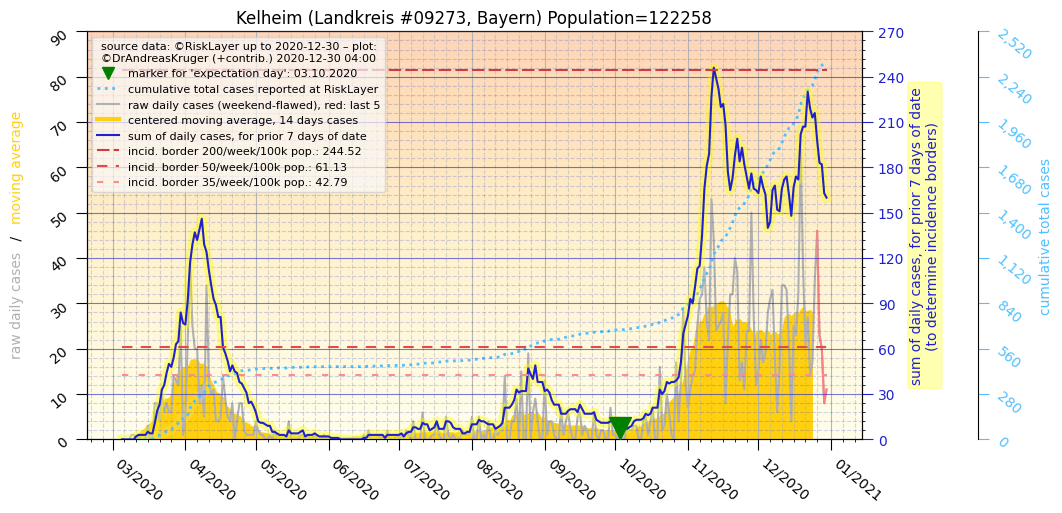 Kelheim (Landkreis #09273, Bayern) Population=122258
source data: ©RiskLayer up to 2020-12-30 – plot:
©DrAndreasKruger (+contrib.) 2020-12-30 04:00
marker for 'expectation day': 03.10.2020
cumulative total cases reported at RiskLayer
raw daily cases (weekend-flawed), red: last 5
centered moving average, 14 days cases
sum of daily cases, for prior 7 days of date
incid. border 200/week/100k pop.: 244.52
incid. border 50/week/100k pop.: 61.13
incid. border 35/week/100k pop.: 42.79
raw daily cases / moving average
90
80
70
60
50
40
30
20
10
0
270
240
210
180
150
120
90
60
30
0
sum of daily cases, for prior 7 days of date
(to determine incidence borders)
2,520
2,240
1,960
1,680
1,400
1,120
840
560
280
0
cumulative total cases
03/2020
04/2020
05/2020
06/2020
07/2020
08/2020
09/2020
10/2020
11/2020
12/2020
01/2021